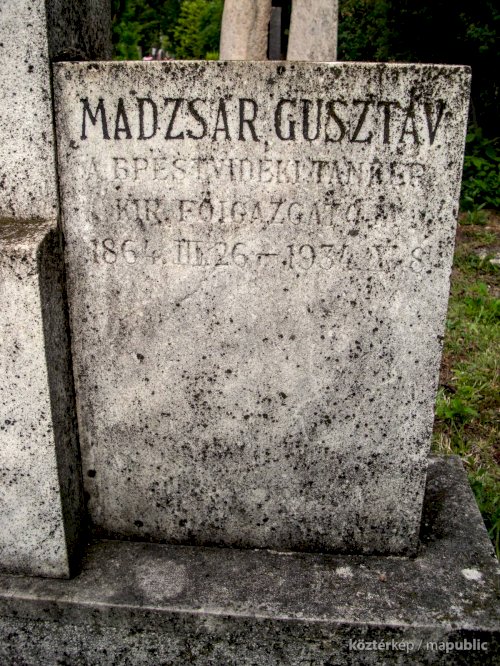 MADZSAR GUSZTÁV
A BPESTVIDÉKI TANKER.
KIR. FŐIGAZGATÓJA
1864. III. 26 – 1934. V. 8
köztérkép / mapublic